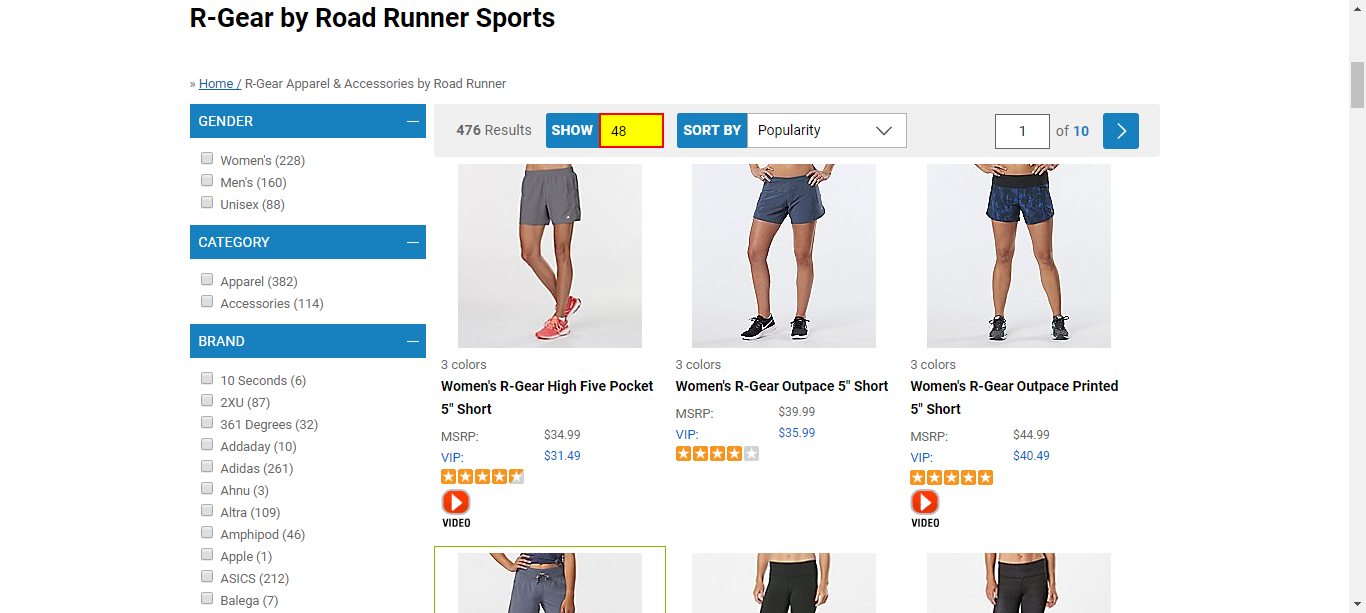 R-Gear by Road Runner Sports
» Home / R-Gear Apparel & Accessories by Road Runner
GENDER
Women's (228)
Men's (160)
Unisex (88)
CATEGORY
Apparel (382)
Accessories (114)
BRAND
10 Seconds (6)
2XU (87)
361 Degrees (32)
Addaday (10)
Adidas (261)
Ahnu (3)
Altra (109)
Amphipod (46)
Apple (1)
ASICS (212)
Balega (7)
476 Results SHOW 48 SORT BY Popularity 1 of 10
3 colors
Women's R-Gear High Five Pocket
5" Short
MSRP: $34.99
VIP: $31.49
VIDEO
3 colors
Women's R-Gear Outpace 5" Short
MSRP: $39.99
VIP: $35.99
3 colors
Women's R-Gear Outpace Printed
5" Short
MSRP: $44.99
VIP: $40.49
VIDEO